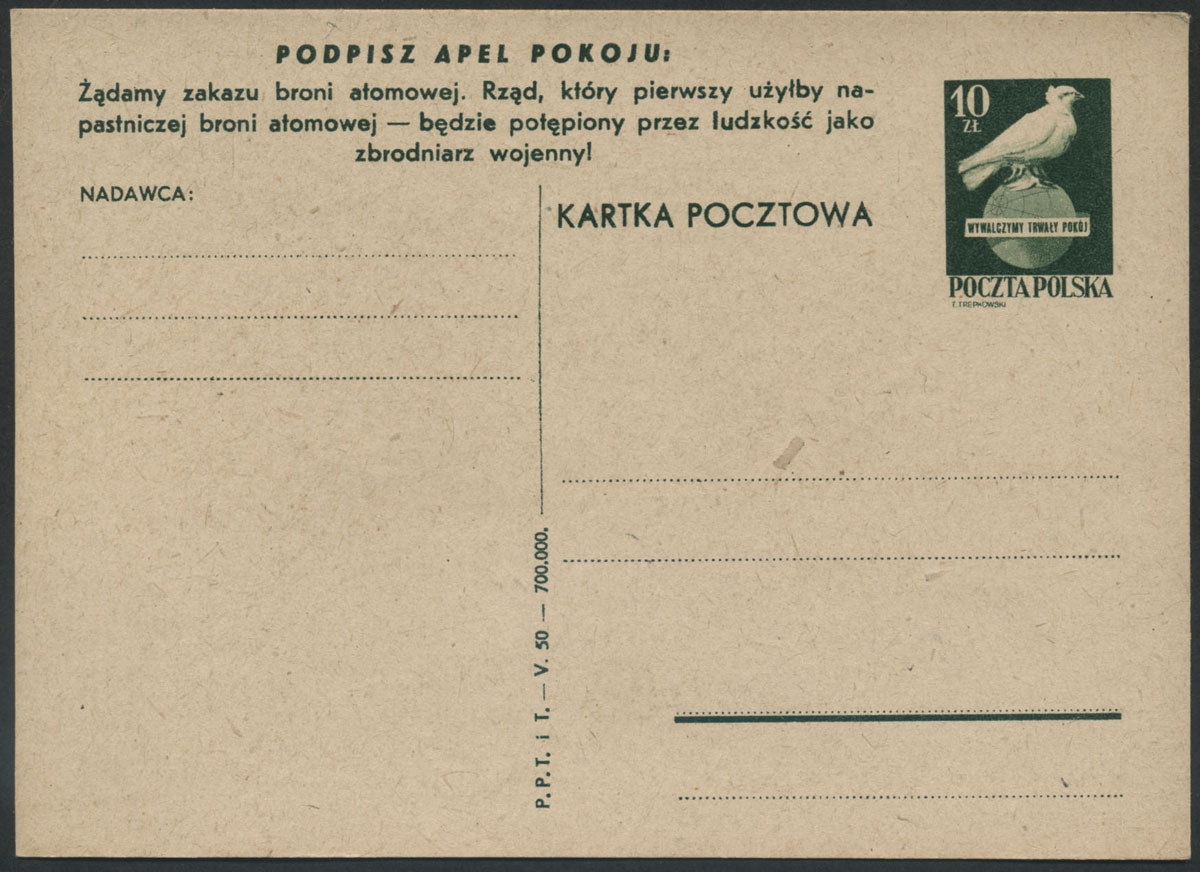 PODPISZ APEL POKOJU:
Żądamy zakazu broni atomowej. Rząd, który pierwszy użyłby na-
pastniczej broni atomowej — będzie potępiony przez ludzkość jako
zbrodniarz wojenny!
NADAWCA:
KARTKA POCZTOWA
10
ZŁ
WYWALCZYMY TRWAŁY POKÓJ
POCZTA POLSKA
T. TREPKOWSKI
P.P.T. i T. — V. 50 — 700.000.